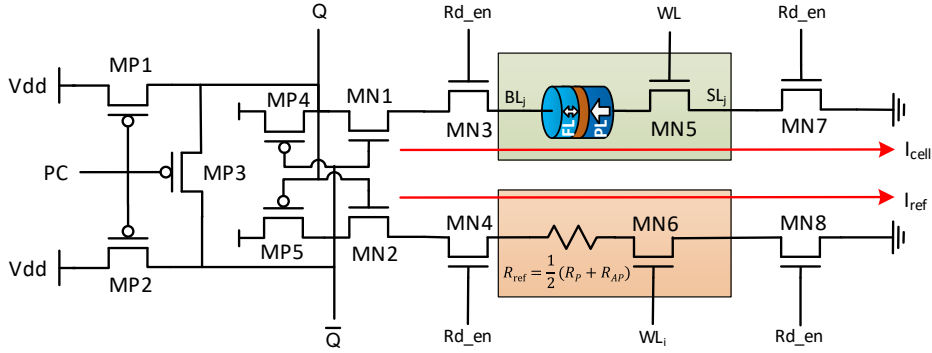 Q
Rd_en
WL
Rd_en
Vdd
MP1
MP4
MN1
MN3
BLj
FL
PL
MN5
SLj
MN7
Icell
PC
MP3
Iref
MN4
MN6
MN8
Vdd
MP5
MN2
MP2
Rref = 1/2 (RP + RAP)
Q̅
Rd_en
WLi
Rd_en